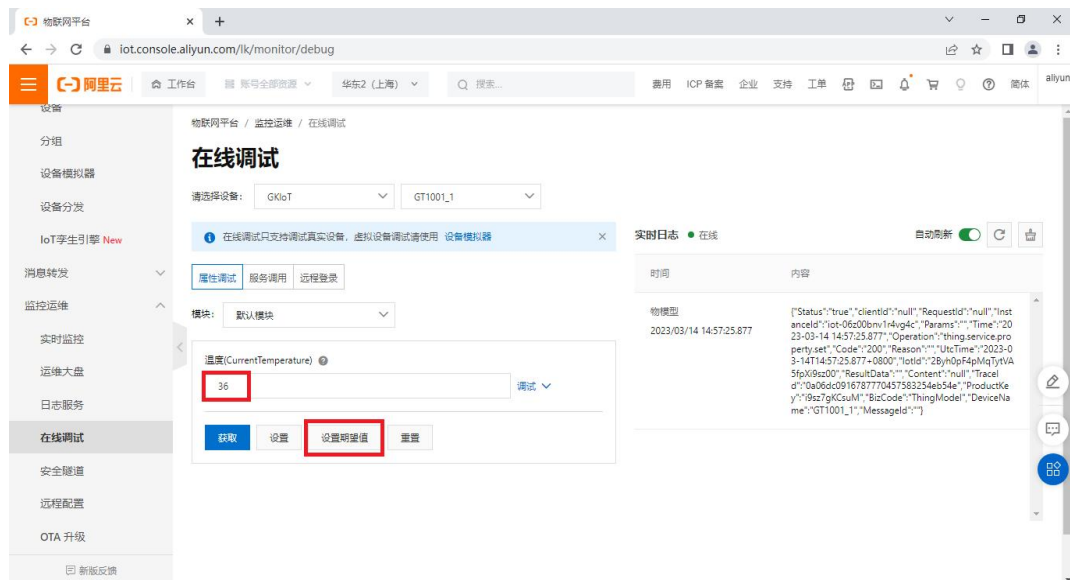 物联网平台
iot.console.aliyun.com/lk/monitor/debug
阿里云
工作台
账号全部资源
华东2（上海）
搜索...
费用
ICP 备案
企业
支持
工单
简体
aliyun
设备
分组
设备模拟器
设备分发
IoT孪生引擎 New
消息转发
监控运维
实时监控
运维大盘
日志服务
在线调试
安全隧道
远程配置
OTA 升级
新版反馈
物联网平台 / 监控运维 / 在线调试
在线调试
请选择设备：
GKIoT
GT1001_1
在线调试只支持调试真实设备，虚拟设备调试请使用 设备模拟器
属性调试
服务调用
远程登录
模块：
默认模块
温度(CurrentTemperature)
36
调试
获取
设置
设置期望值
重置
实时日志
在线
自动刷新
时间
内容
物模型
2023/03/14 14:57:25.877
{"Status":"true","clientId":"null","RequestId":"null","Inst
anceId":"iot-06z00bnv1r4vg4c","Params":"","Time":"20
23-03-14 14:57:25.877","Operation":"thing.service.pro
perty.set","Code":"200","Reason":"","UtcTime":"2023-0
3-14T14:57:25.877+0800","IotId":"2Byh0pF4pMqTytVA
5fpXi9sz00","ResultData":"","Content":"null","TraceI
d":"0a06dc0916787770457583254eb54e","ProductKe
y":"i9sz7gKCsuM","BizCode":"ThingModel","DeviceNa
me":"GT1001_1","MessageId":""}